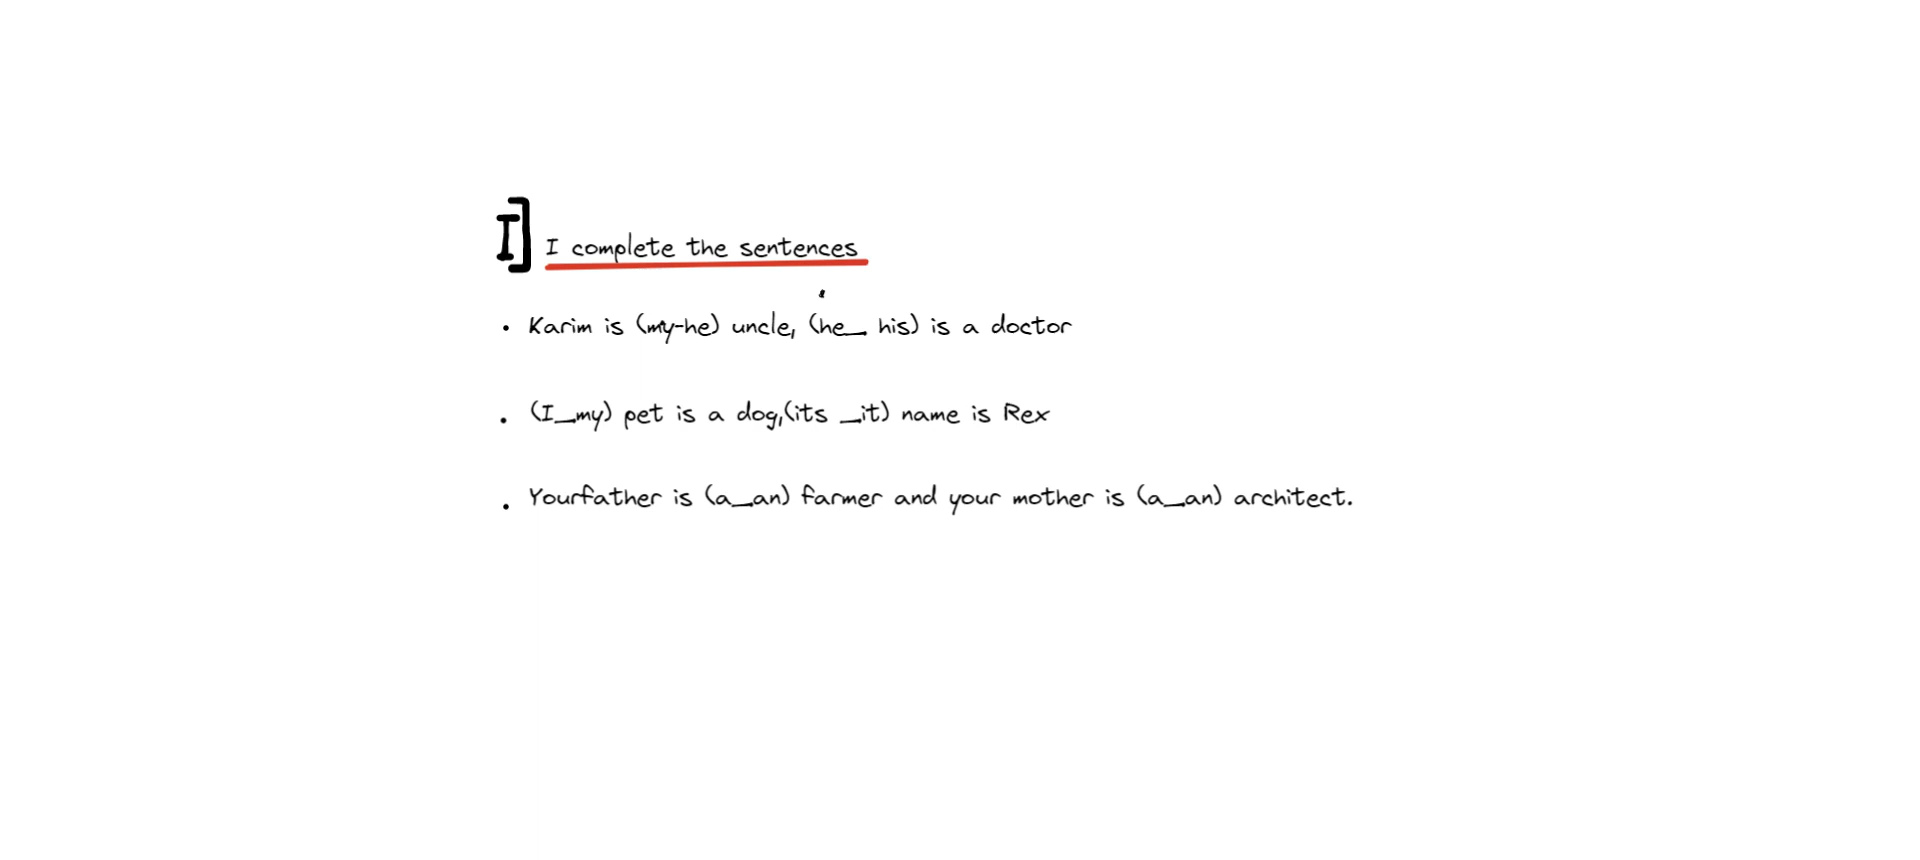 I] I complete the sentences
• Karim is (my-he) uncle, (he_ his) is a doctor
• (I_my) pet is a dog,(its _it) name is Rex
• Yourfather is (a_an) farmer and your mother is (a_an) architect.